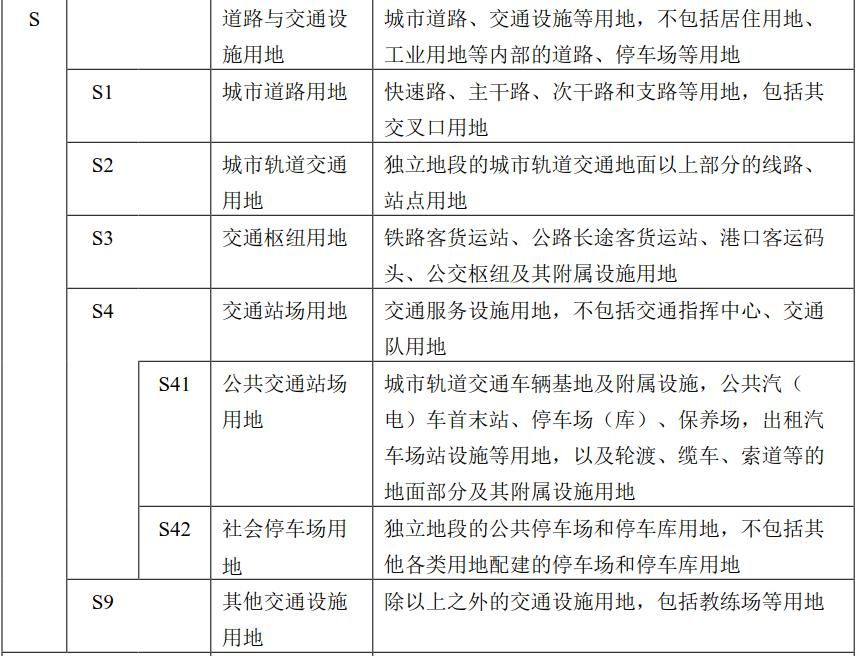 S 道路与交通设 城市道路、交通设施等用地，不包括居住用地、
施用地 工业用地等内部的道路、停车场等用地
S1 城市道路用地 快速路、主干路、次干路和支路等用地，包括其
交叉口用地
S2 城市轨道交通 独立地段的城市轨道交通地面以上部分的线路、
用地 站点用地
S3 交通枢纽用地 铁路客货运站、公路长途客货运站、港口客运码
头、公交枢纽及其附属设施用地
S4 交通站场用地 交通服务设施用地，不包括交通指挥中心、交通
队用地
S41 公共交通站场 城市轨道交通车辆基地及附属设施，公共汽（
用地 电）车首末站、停车场（库）、保养场，出租汽
车场站设施等用地，以及轮渡、缆车、索道等的
地面部分及其附属设施用地
S42 社会停车场用 独立地段的公共停车场和停车库用地，不包括其
地 他各类用地配建的停车场和停车库用地
S9 其他交通设施 除以上之外的交通设施用地，包括教练场等用地
用地